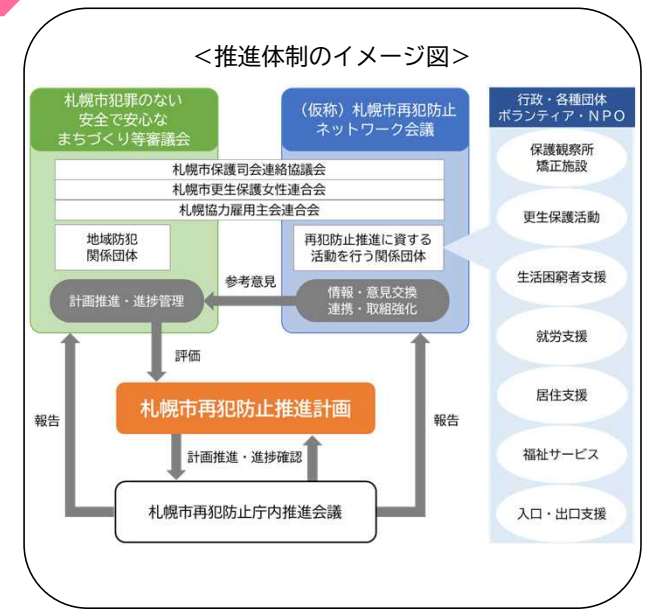 ＜推進体制のイメージ図＞
札幌市犯罪のない
安全で安心な
まちづくり等審議会
（仮称）札幌市再犯防止
ネットワーク会議
行政・各種団体
ボランティア・ＮＰＯ
札幌市保護司会連絡協議会
札幌市更生保護女性連合会
札幌協力雇用主会連合会
地域防犯
関係団体
再犯防止推進に資する
活動を行う関係団体
計画推進・進捗管理
参考意見
情報・意見交換
連携・取組強化
評価
札幌市再犯防止推進計画
報告
報告
計画推進・進捗確認
札幌市再犯防止庁内推進会議
保護観察所
矯正施設
更生保護活動
生活困窮者支援
就労支援
居住支援
福祉サービス
入口・出口支援